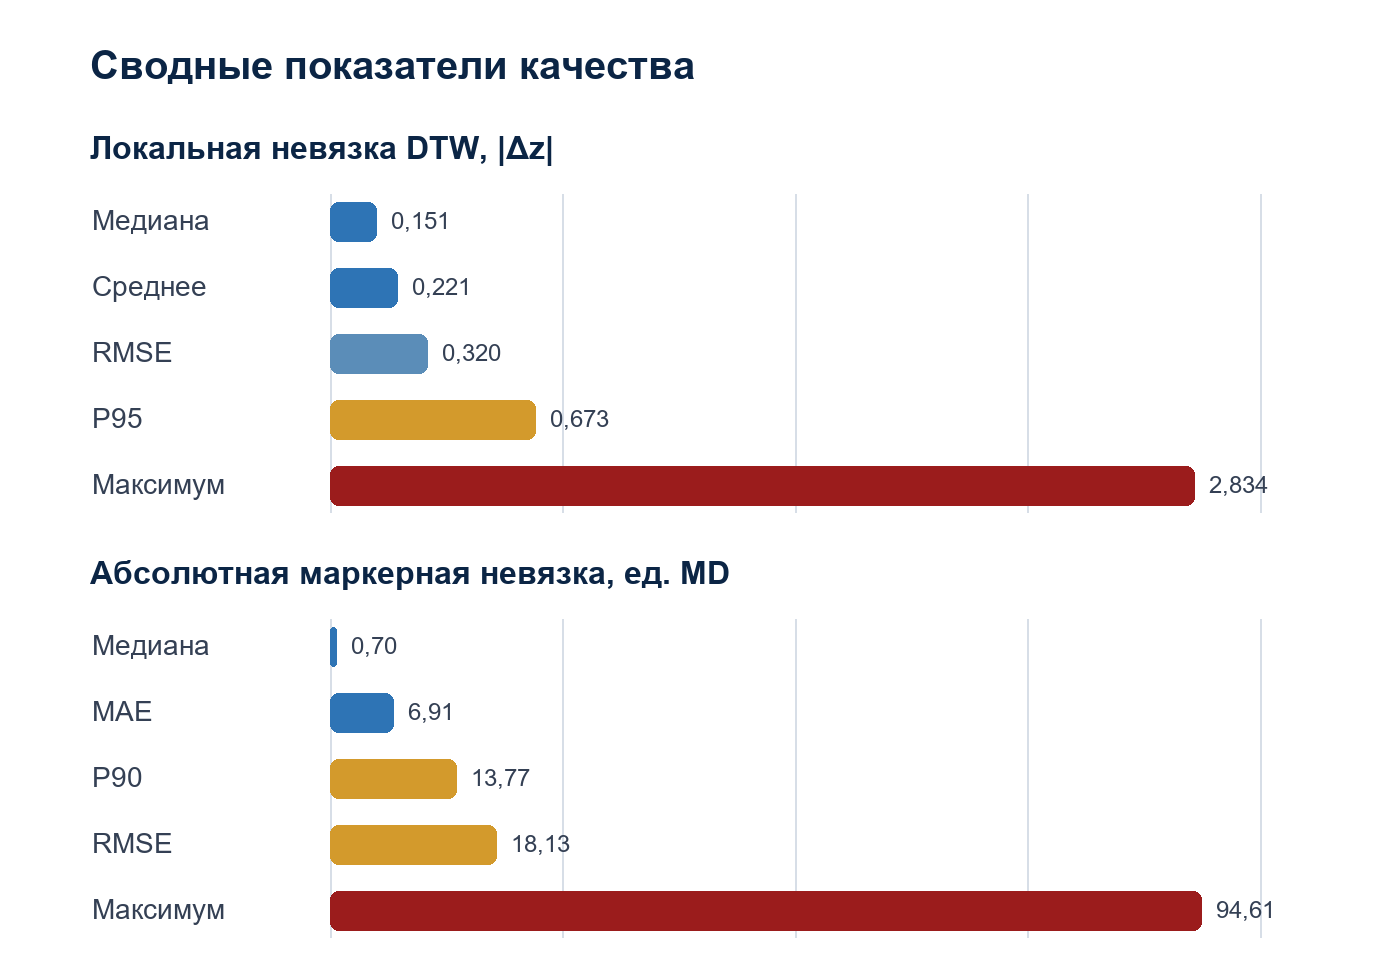 Сводные показатели качества
Локальная невязка DTW, |Δz|
Медиана 0,151
Среднее 0,221
RMSE 0,320
P95 0,673
Максимум 2,834
Абсолютная маркерная невязка, ед. MD
Медиана 0,70
MAE 6,91
P90 13,77
RMSE 18,13
Максимум 94,61